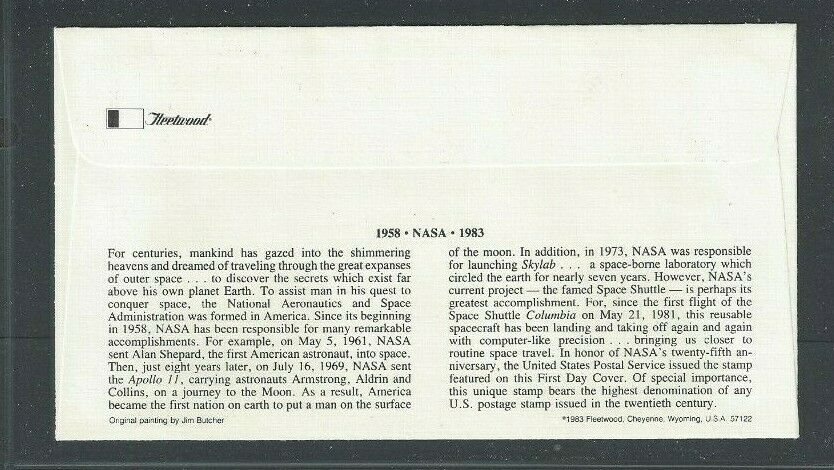 Fleetwood®
1958 • NASA • 1983
For centuries, mankind has gazed into the shimmering
heavens and dreamed of traveling through the great expanses
of outer space . . . to discover the secrets which exist far
above his own planet Earth. To assist man in his quest to
conquer space, the National Aeronautics and Space
Administration was formed in America. Since its beginning
in 1958, NASA has been responsible for many remarkable
accomplishments. For example, on May 5, 1961, NASA
sent Alan Shepard, the first American astronaut, into space.
Then, just eight years later, on July 16, 1969, NASA sent
the Apollo 11, carrying astronauts Armstrong, Aldrin and
Collins, on a journey to the Moon. As a result, America
became the first nation on earth to put a man on the surface
of the moon. In addition, in 1973, NASA was responsible
for launching Skylab . . . a space-borne laboratory which
circled the earth for nearly seven years. However, NASA's
current project — the famed Space Shuttle — is perhaps its
greatest accomplishment. For, since the first flight of the
Space Shuttle Columbia on May 21, 1981, this reusable
spacecraft has been landing and taking off again and again
with computer-like precision . . . bringing us closer to
routine space travel. In honor of NASA's twenty-fifth an-
niversary, the United States Postal Service issued the stamp
featured on this First Day Cover. Of special importance,
this unique stamp bears the highest denomination of any
U.S. postage stamp issued in the twentieth century.
Original painting by Jim Butcher
©1983 Fleetwood, Cheyenne, Wyoming, U.S.A. 57122